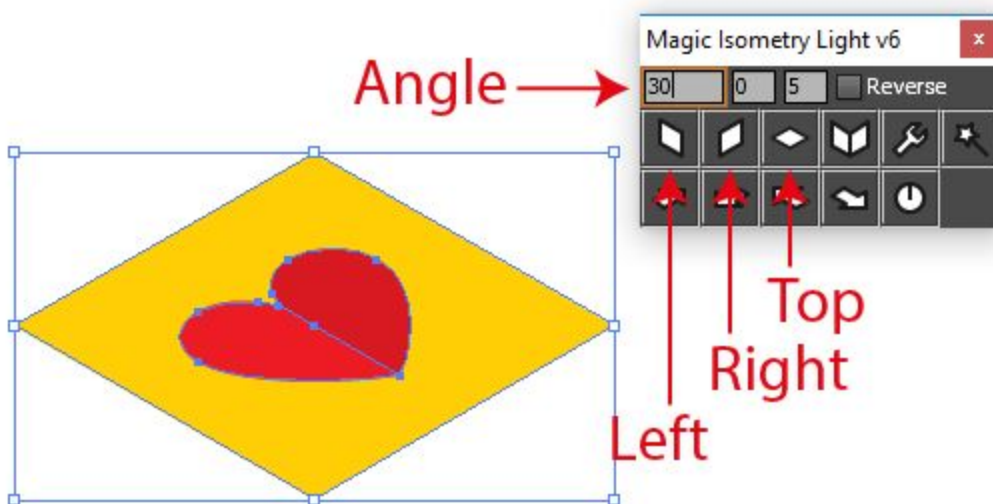 Magic Isometry Light v6
x
Angle
30 0 5 Reverse
Top
Right
Left